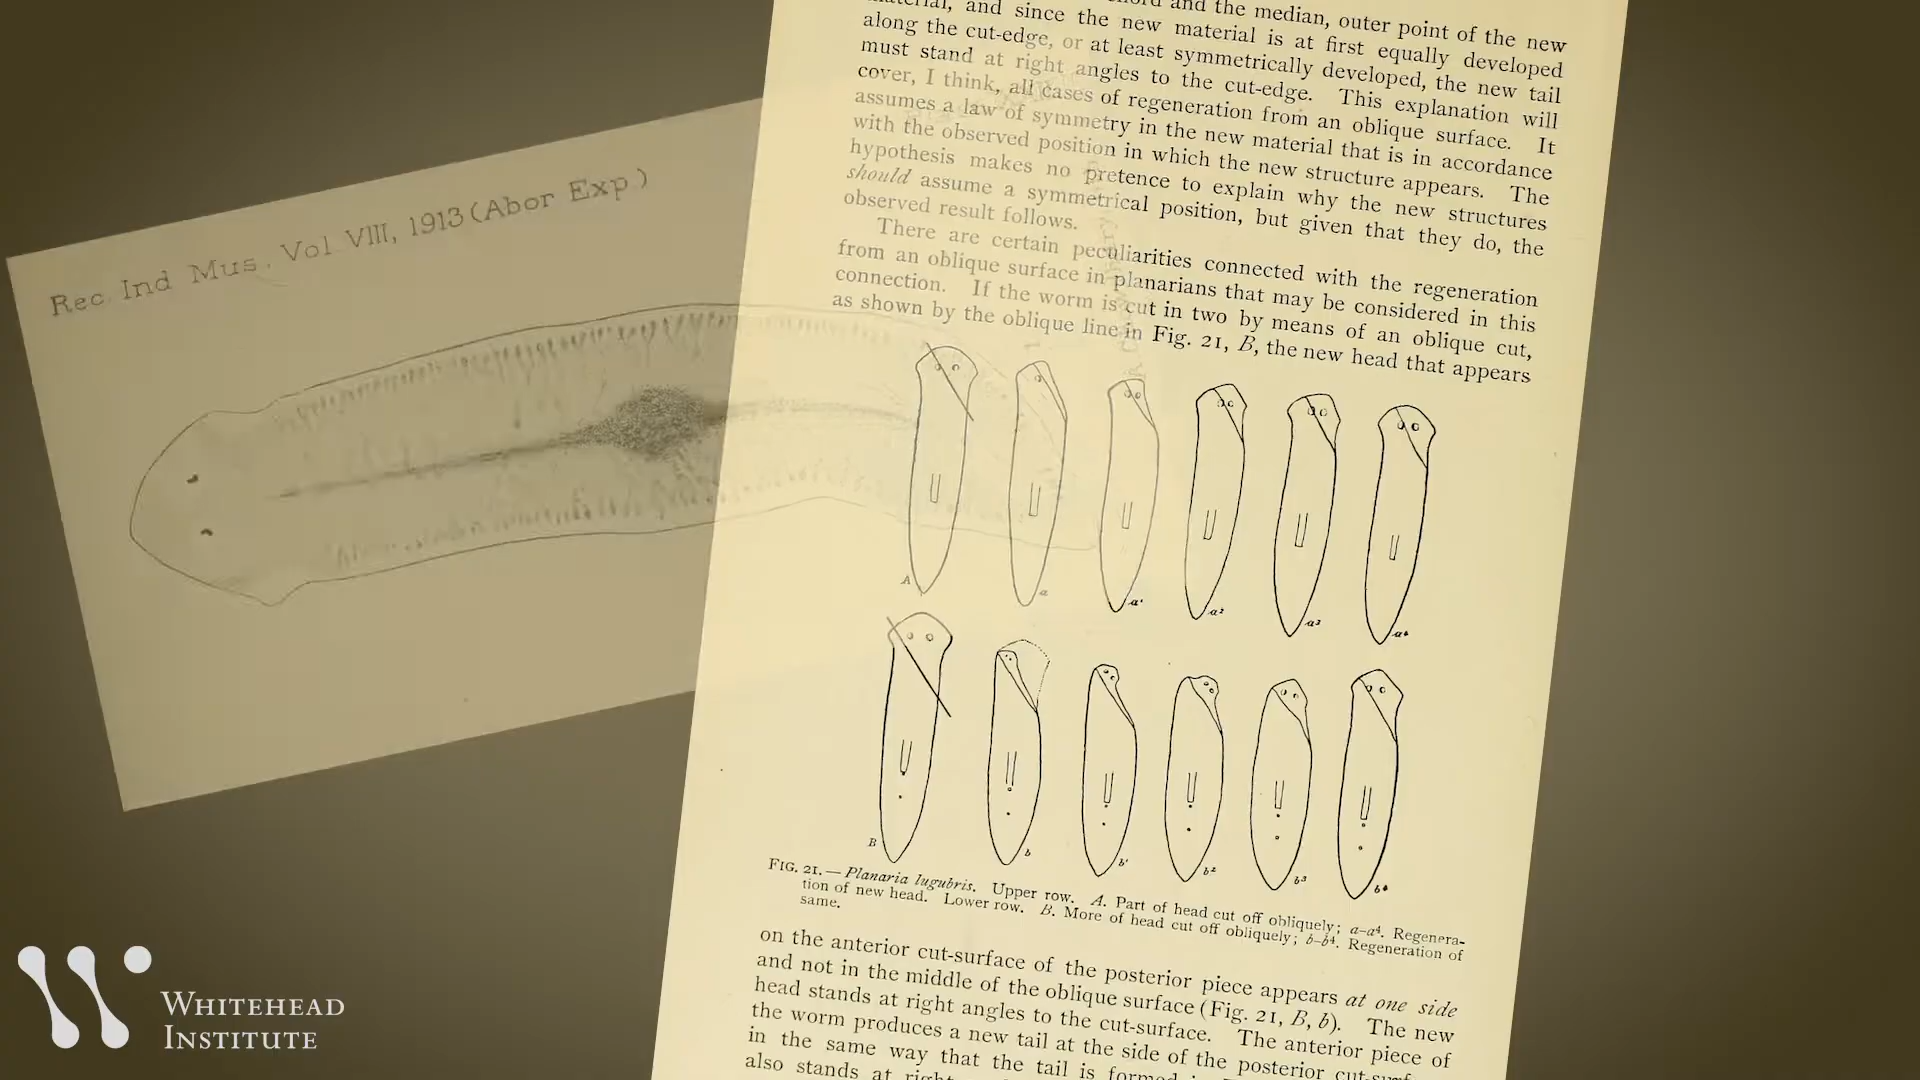 Rec. Ind Mus. Vol VIII, 1913 (Abor Exp.)
and the median, outer point of the new
material, and since the new material is at first equally developed
along the cut-edge, or at least symmetrically developed, the new tail
must stand at right angles to the cut-edge. This explanation will
cover, I think, all cases of regeneration from an oblique surface. It
assumes a law of symmetry in the new material that is in accordance
with the observed position in which the new structure appears. The
hypothesis makes no pretence to explain why the new structures
should assume a symmetrical position, but given that they do, the
observed result follows.
There are certain peculiarities connected with the regeneration
from an oblique surface in planarians that may be considered in this
connection. If the worm is cut in two by means of an oblique cut,
as shown by the oblique line in Fig. 21, B, the new head that appears
A a a¹ a² a³ a⁴
B b b¹ b² b³ b⁴
FIG. 21. — Planaria lugubris. Upper row. A. Part of head cut off obliquely; a–a⁴. Regenera-
tion of new head. Lower row. B. More of head cut off obliquely; b–b⁴. Regeneration of
same.
on the anterior cut-surface of the posterior piece appears at one side
and not in the middle of the oblique surface (Fig. 21, B, b). The new
head stands at right angles to the cut-surface. The anterior piece of
the worm produces a new tail at the side of the posterior cut-surf
in the same way that the tail is formed
also stands at
WHITEHEAD
INSTITUTE